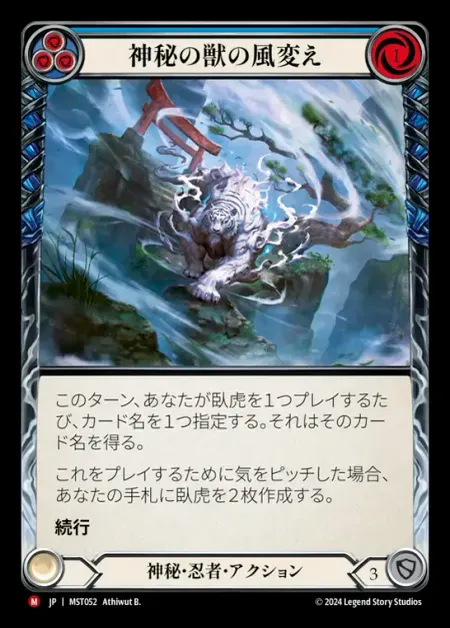 神秘の獣の風変え
1
このターン、あなたが臥虎を1つプレイするた
び、カード名を1つ指定する。それはそのカー
ド名を得る。
これをプレイするために気をピッチした場合、
あなたの手札に臥虎を2枚作成する。
続行
神秘・忍者・アクション
3
M JP | MST052 Athiwut B.
© 2024 Legend Story Studios